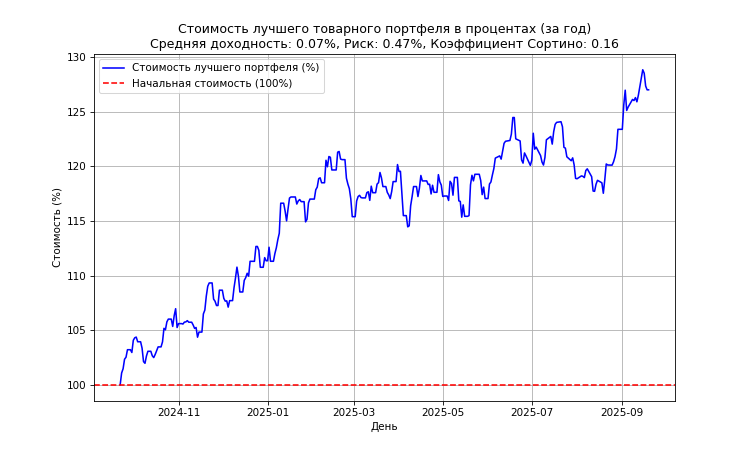 Стоимость лучшего товарного портфеля в процентах (за год)
Средняя доходность: 0.07%, Риск: 0.47%, Коэффициент Сортино: 0.16
Стоимость лучшего портфеля (%)
Начальная стоимость (100%)
Стоимость (%)
130
125
120
115
110
105
100
2024-11
2025-01
2025-03
2025-05
2025-07
2025-09
День